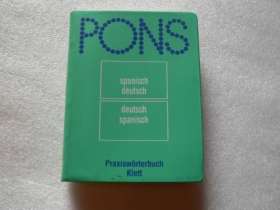 PONS
spanisch
deutsch
deutsch
spanisch
Praxiswörterbuch
Klett